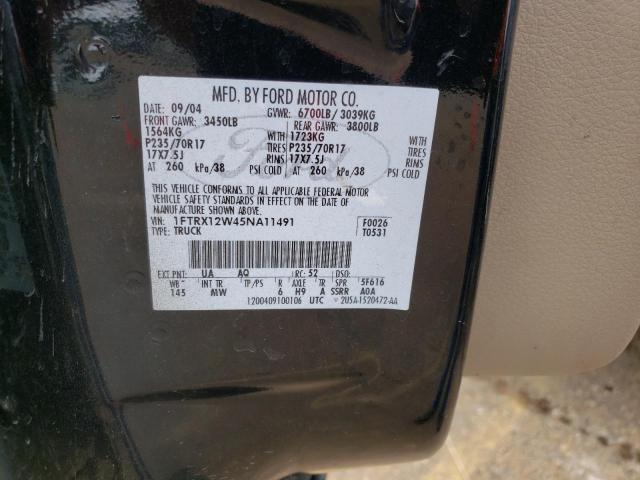 MFD. BY FORD MOTOR CO.
DATE: 09/04 GVWR: 6700LB / 3039KG
FRONT GAWR: 3450LB REAR GAWR: 3800LB
1564KG WITH 1723KG WITH
P235/70R17 TIRES P235/70R17 TIRES
17X7.5J RIMS 17X7.5J RIMS
AT 260 kPa/38 PSI COLD AT 260 kPa/38 PSI COLD
THIS VEHICLE CONFORMS TO ALL APPLICABLE FEDERAL MOTOR
VEHICLE SAFETY STANDARDS IN EFFECT ON THE DATE OF
MANUFACTURE SHOWN ABOVE.
VIN: 1FTRX12W45NA11491 F0026
TYPE: TRUCK T0531
EXT PNT: UA AQ RC: 52 DSO:
WB INT TR TP/PS R AXLE TR SPR 5F616
145 MW 6 H9 A SSRR AOA
1200409100106 UTC 2U5A-1520472-AA
Ford